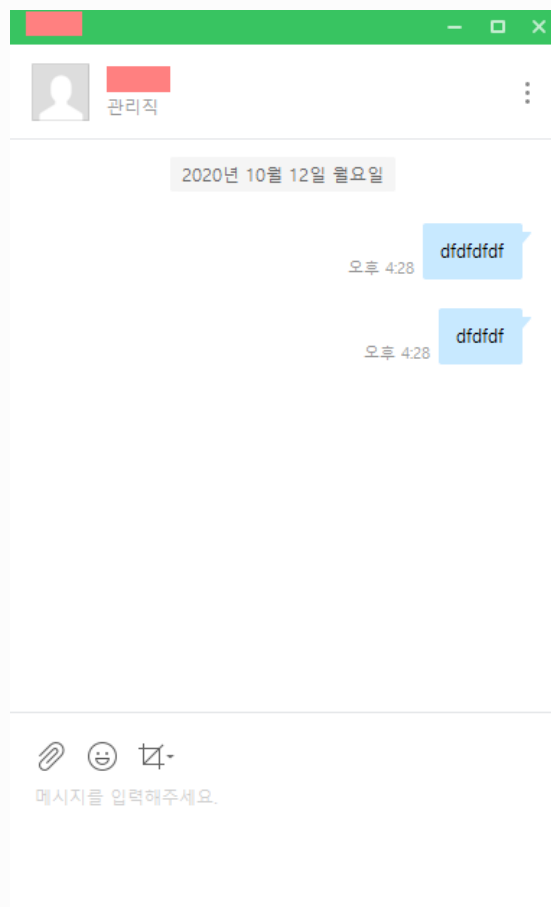 관리직
2020년 10월 12일 월요일
dfdfdfdf
오후 4:28
dfdfdf
오후 4:28
메시지를 입력해주세요.